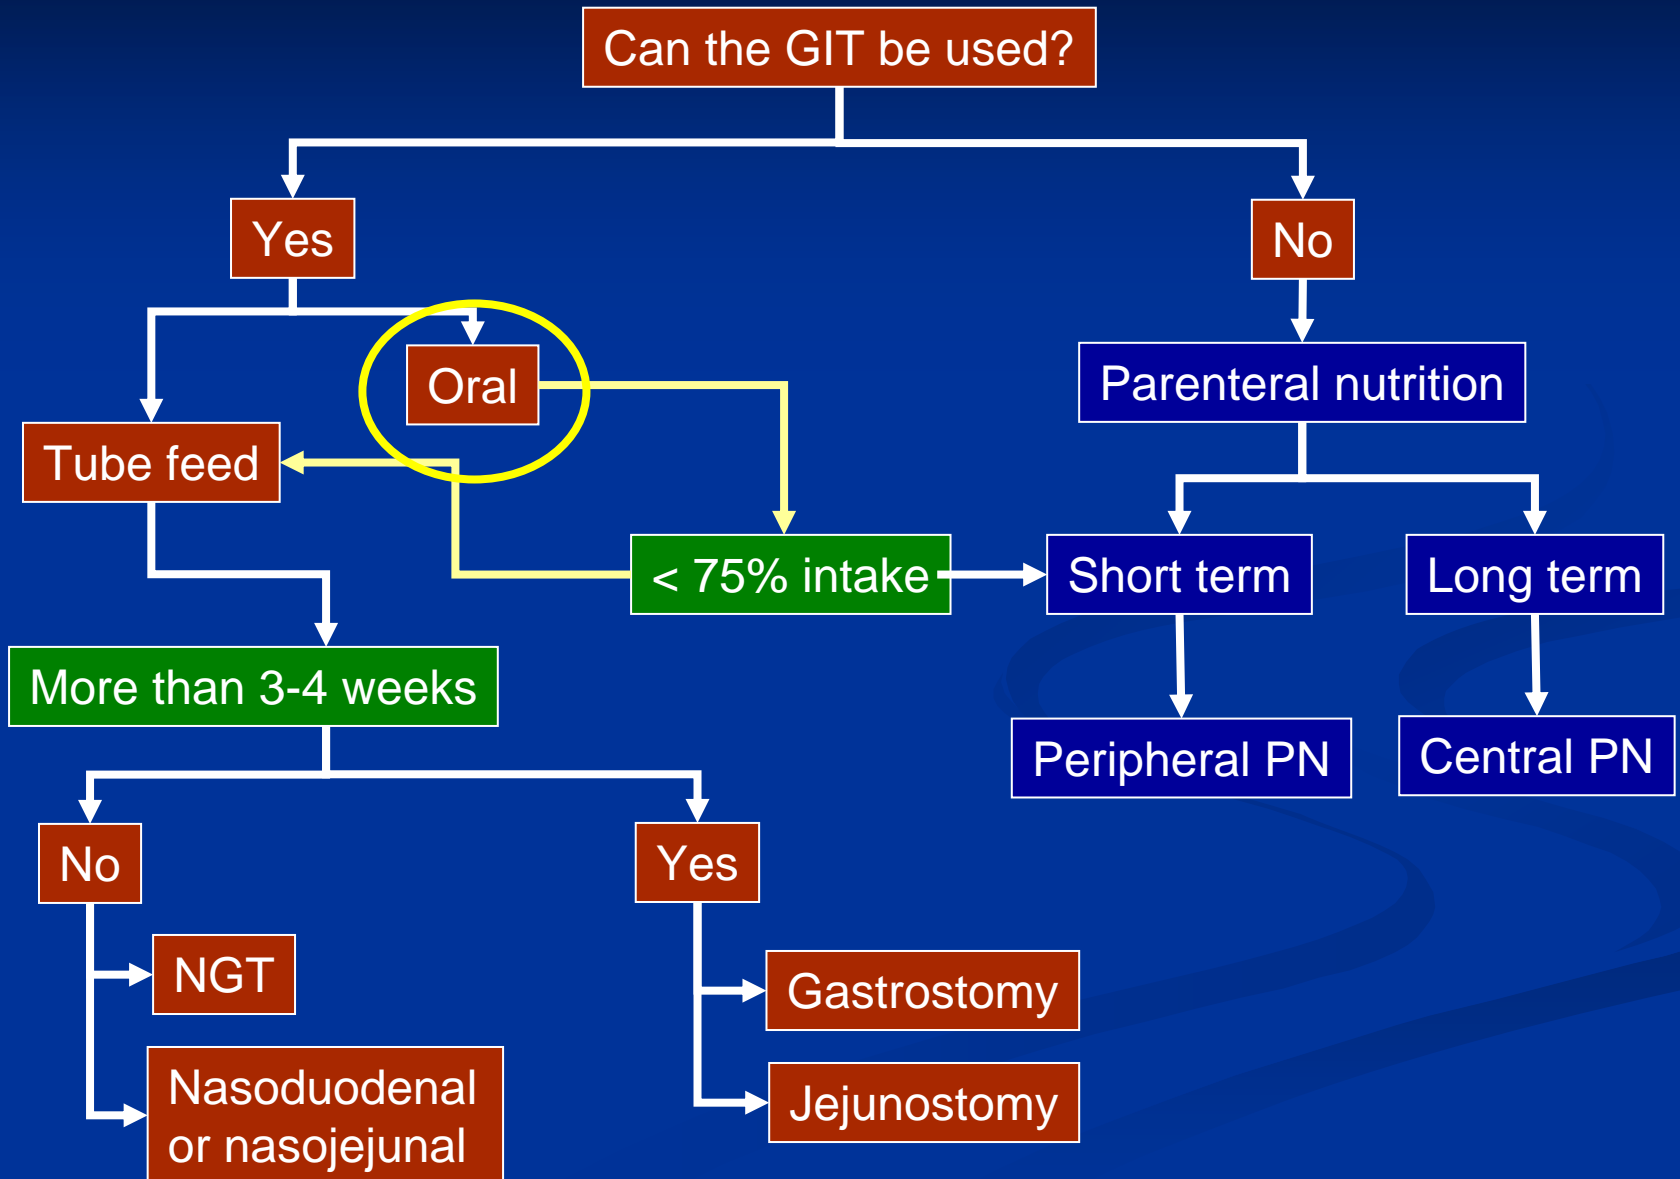 Can the GIT be used?
Yes
No
Oral
Parenteral nutrition
Tube feed
< 75% intake
Short term
Long term
More than 3-4 weeks
Peripheral PN
Central PN
No
Yes
NGT
Gastrostomy
Nasoduodenal
or nasojejunal
Jejunostomy